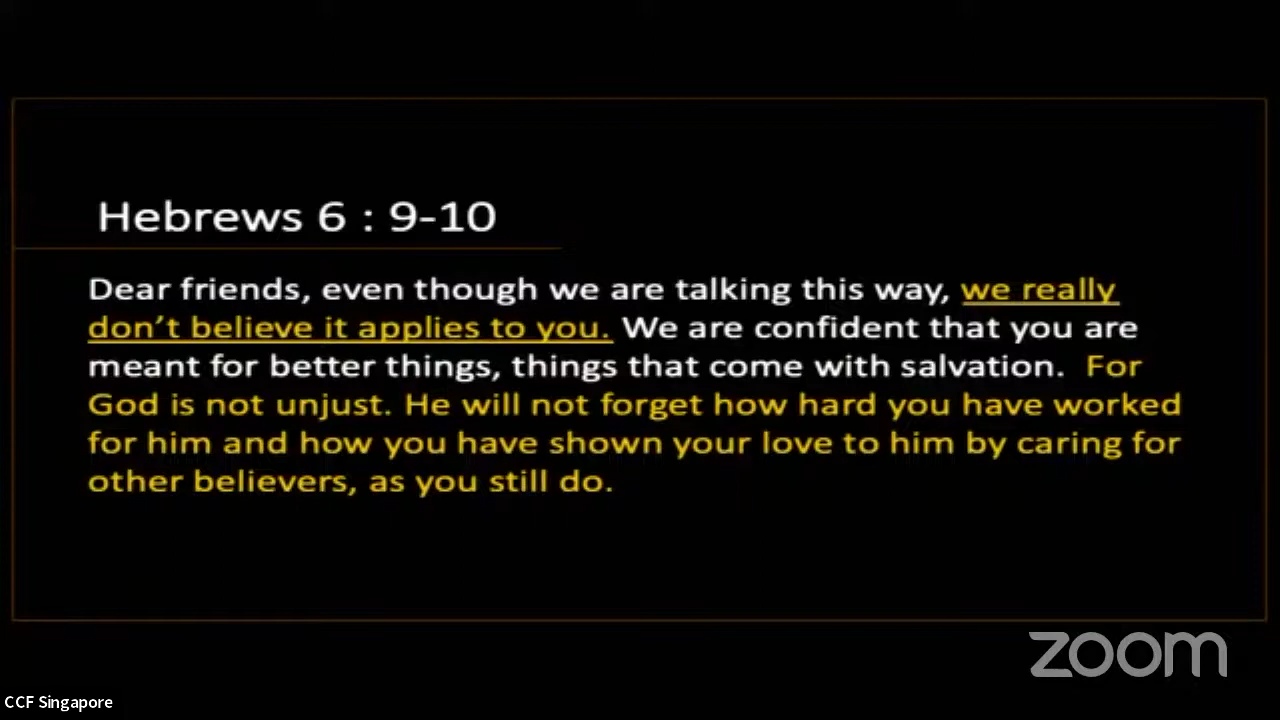 Hebrews 6 : 9-10
Dear friends, even though we are talking this way, we really
don’t believe it applies to you. We are confident that you are
meant for better things, things that come with salvation.  For
God is not unjust. He will not forget how hard you have worked
for him and how you have shown your love to him by caring for
other believers, as you still do.
zoom
CCF Singapore